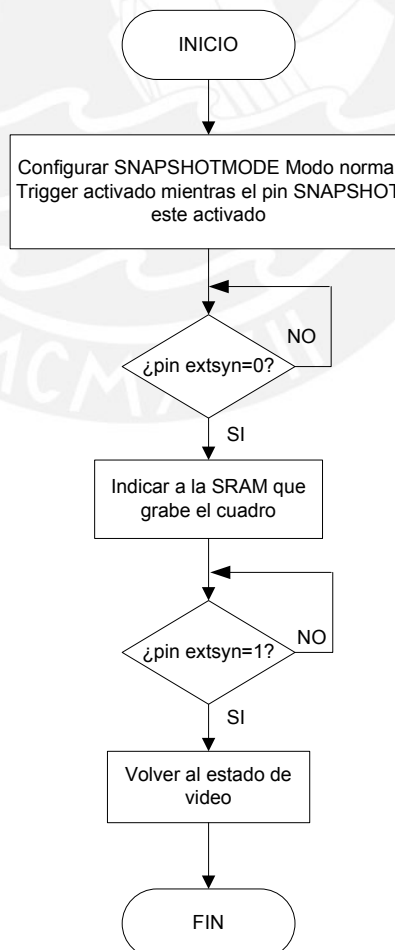 INICIO
Configurar SNAPSHOTMODE Modo norma
Trigger activado mientras el pin SNAPSHOT
este activado
NO
¿pin extsyn=0?
SI
Indicar a la SRAM que
grabe el cuadro
NO
¿pin extsyn=1?
SI
Volver al estado de
video
FIN